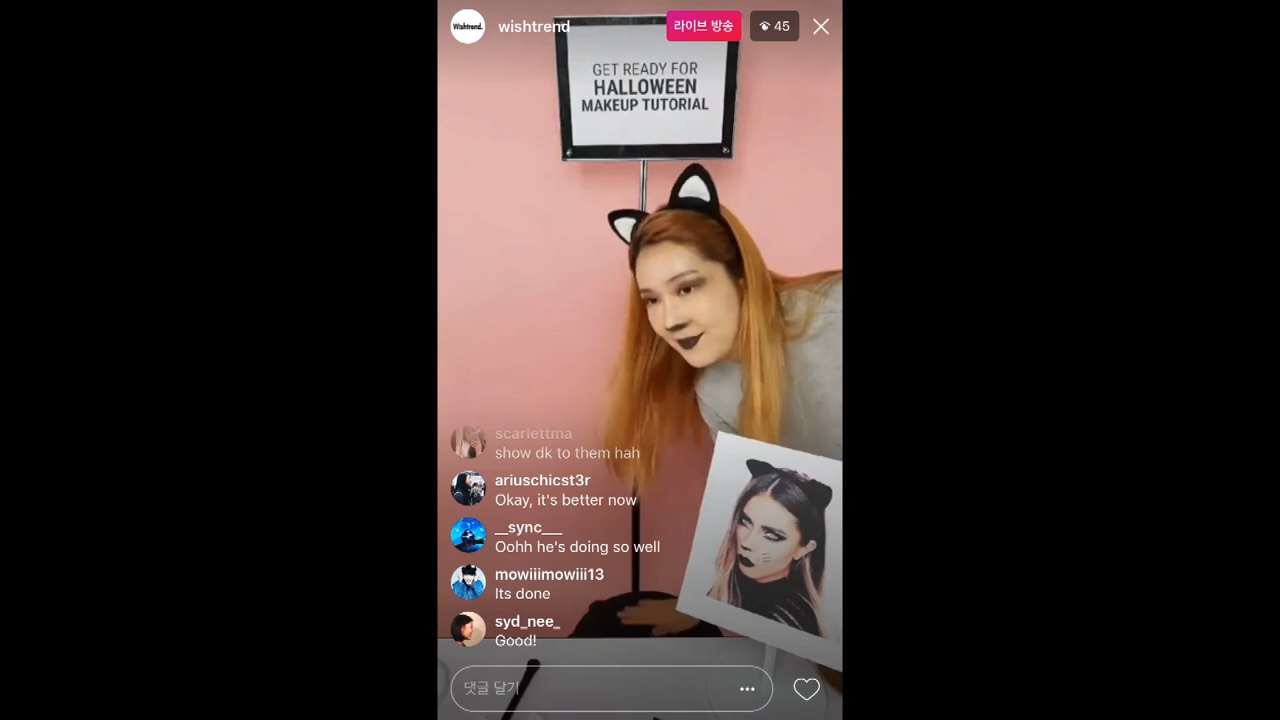 Wishtrend.
wishtrend
라이브 방송
45
GET READY FOR
HALLOWEEN
MAKEUP TUTORIAL
scarlettma
show dk to them hah
ariuschicst3r
Okay, it's better now
__sync___
Oohh he's doing so well
mowiiimowiii13
Its done
syd_nee_
Good!
댓글 달기